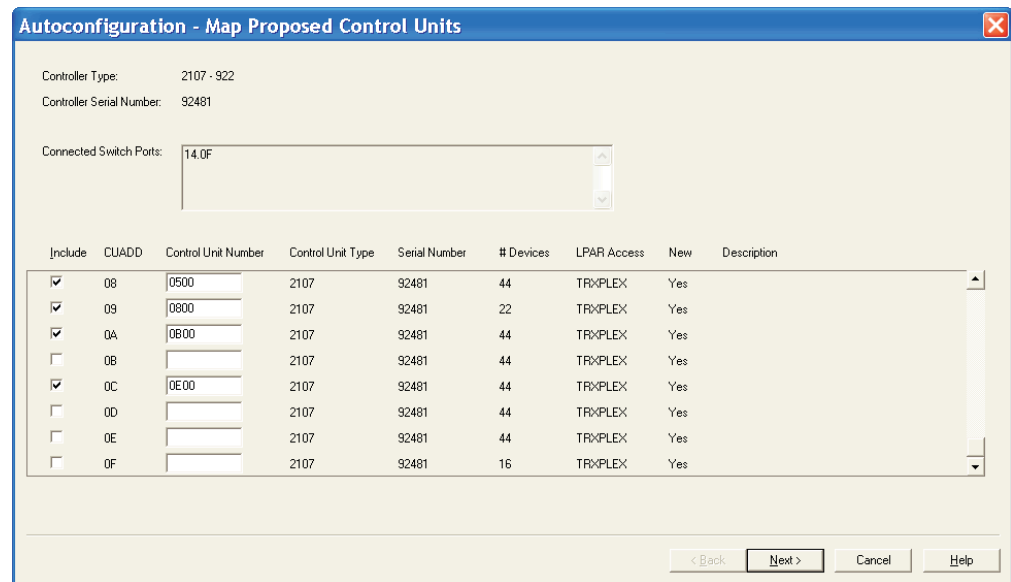 Autoconfiguration - Map Proposed Control Units
Controller Type: 2107 - 922
Controller Serial Number: 92481
Connected Switch Ports: 14.0F
Include CUADD Control Unit Number Control Unit Type Serial Number # Devices LPAR Access New Description
08 0500 2107 92481 44 TRXPLEX Yes
09 0800 2107 92481 22 TRXPLEX Yes
0A 0B00 2107 92481 44 TRXPLEX Yes
0B 2107 92481 44 TRXPLEX Yes
0C 0E00 2107 92481 44 TRXPLEX Yes
0D 2107 92481 44 TRXPLEX Yes
0E 2107 92481 44 TRXPLEX Yes
0F 2107 92481 16 TRXPLEX Yes
< Back Next > Cancel Help